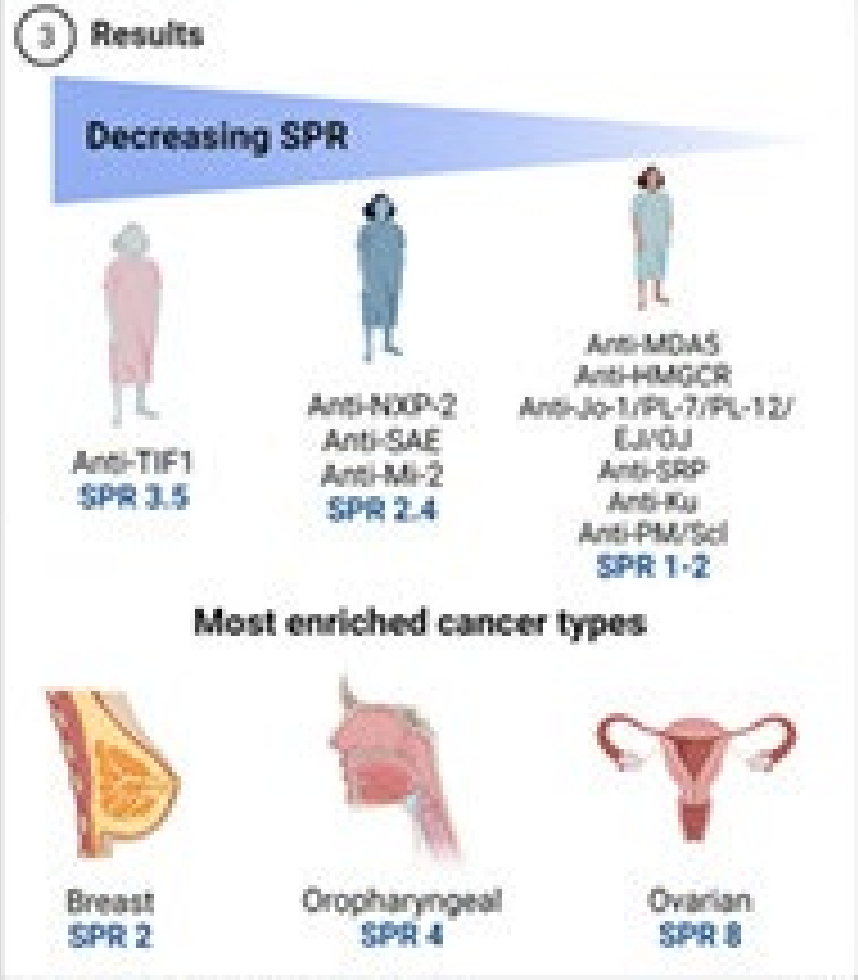 3 Results
Decreasing SPR
Anti-TIF1
SPR 3.5
Anti-NXP-2
Anti-SAE
Anti-Mi-2
SPR 2.4
Anti-MDA5
Anti-HMGCR
Anti-Jo-1/PL-7/PL-12/
EJ/OJ
Anti-SRP
Anti-Ku
Anti-PM/Scl
SPR 1-2
Most enriched cancer types
Breast
SPR 2
Oropharyngeal
SPR 4
Ovarian
SPR 8